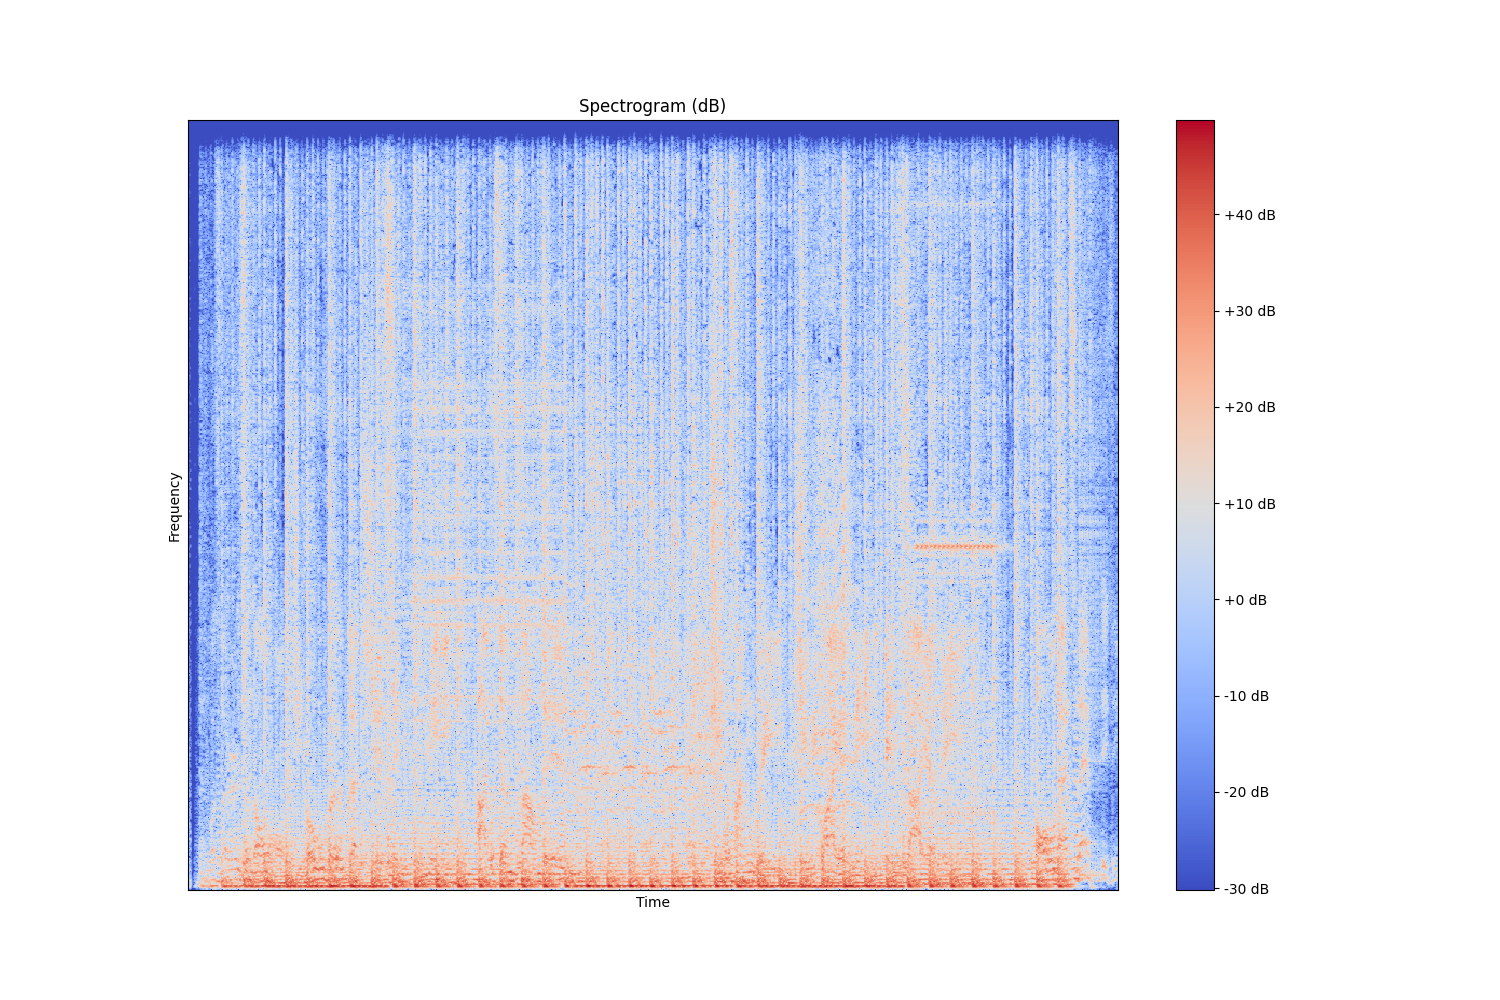 Spectrogram (dB)
Frequency
Time
+40 dB
+30 dB
+20 dB
+10 dB
+0 dB
-10 dB
-20 dB
-30 dB